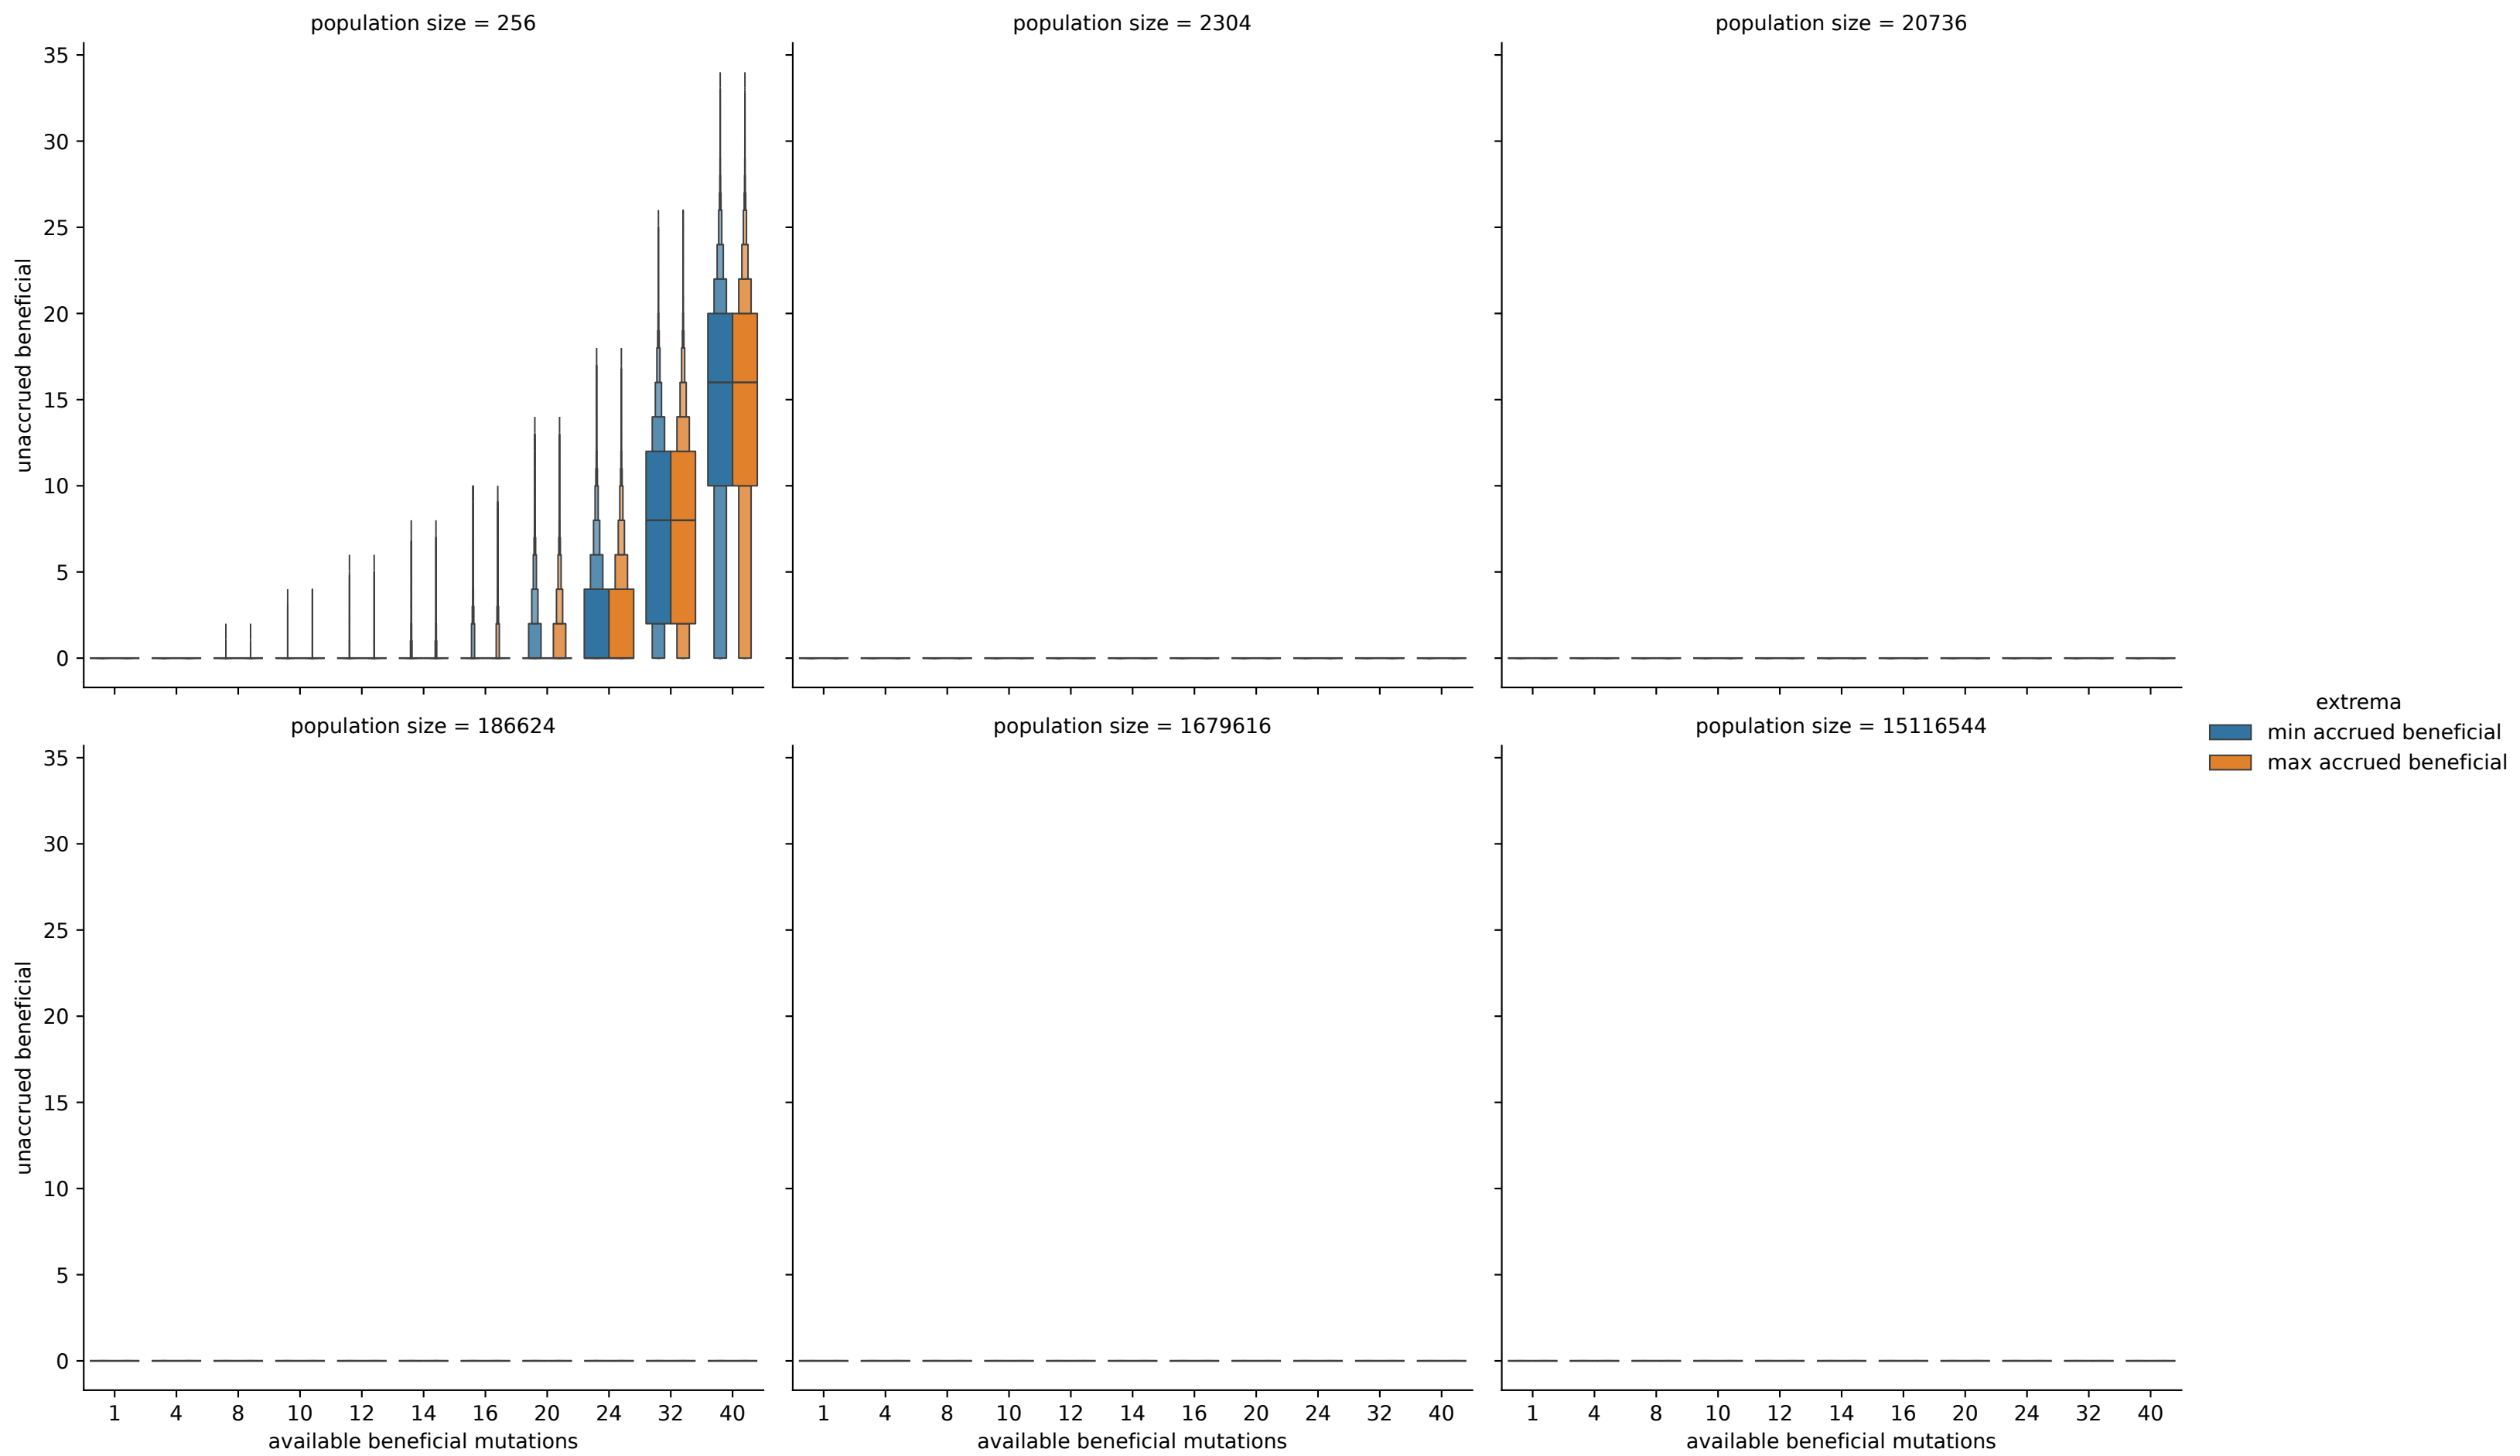 population size = 256
population size = 2304
population size = 20736
unaccrued beneficial
35
30
25
20
15
10
5
0
population size = 186624
population size = 1679616
population size = 15116544
extrema
min accrued beneficial
max accrued beneficial
unaccrued beneficial
35
30
25
20
15
10
5
0
1 4 8 10 12 14 16 20 24 32 40
1 4 8 10 12 14 16 20 24 32 40
1 4 8 10 12 14 16 20 24 32 40
available beneficial mutations
available beneficial mutations
available beneficial mutations